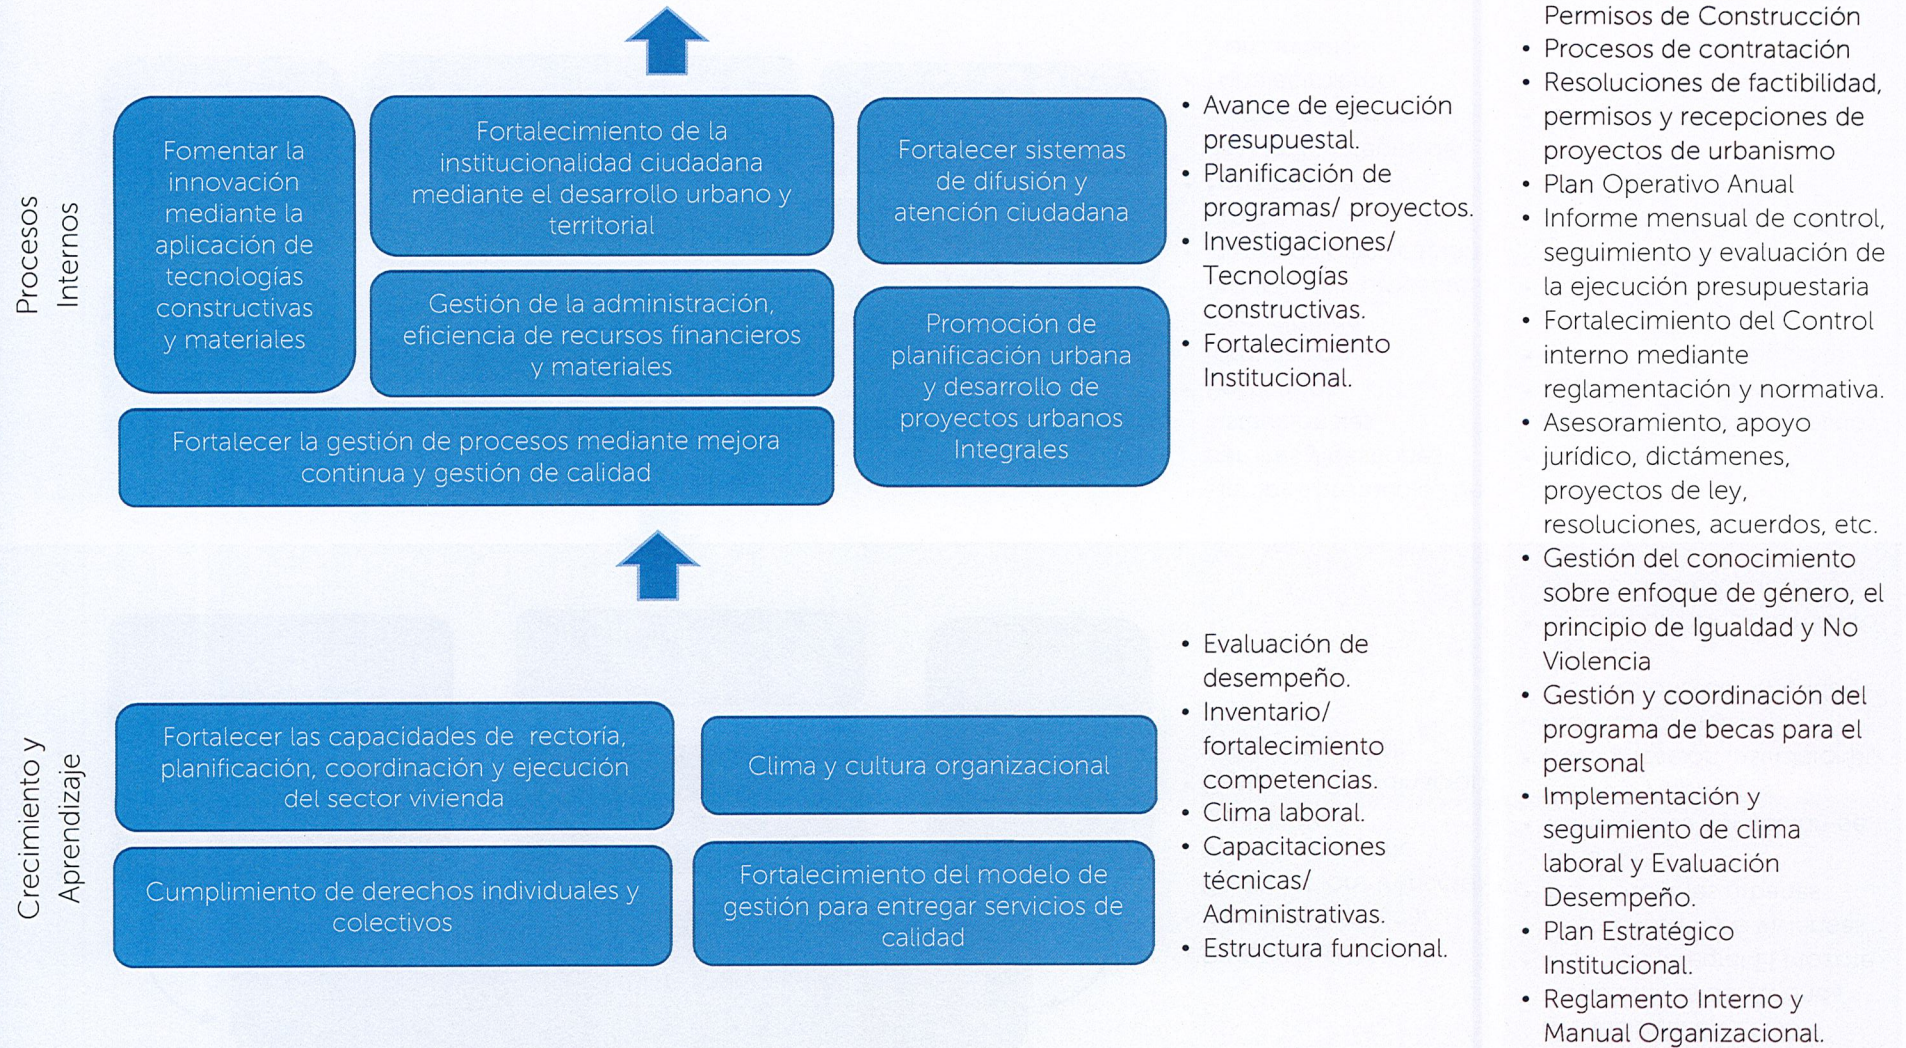 Procesos
Internos
Fomentar la
innovación
mediante la
aplicación de
tecnologías
constructivas
y materiales
Fortalecimiento de la
institucionalidad ciudadana
mediante el desarrollo urbano y
territorial
Gestión de la administración,
eficiencia de recursos financieros
y materiales
Fortalecer la gestión de procesos mediante mejora
continua y gestión de calidad
Fortalecer sistemas
de difusión y
atención ciudadana
Promoción de
planificación urbana
y desarrollo de
proyectos urbanos
Integrales
• Avance de ejecución
presupuestal.
• Planificación de
programas/ proyectos.
• Investigaciones/
Tecnologías
constructivas.
• Fortalecimiento
Institucional.
Crecimiento y
Aprendizaje
Fortalecer las capacidades de rectoría,
planificación, coordinación y ejecución
del sector vivienda
Clima y cultura organizacional
Cumplimiento de derechos individuales y
colectivos
Fortalecimiento del modelo de
gestión para entregar servicios de
calidad
• Evaluación de
desempeño.
• Inventario/
fortalecimiento
competencias.
• Clima laboral.
• Capacitaciones
técnicas/
Administrativas.
• Estructura funcional.
Permisos de Construcción
• Procesos de contratación
• Resoluciones de factibilidad,
permisos y recepciones de
proyectos de urbanismo
• Plan Operativo Anual
• Informe mensual de control,
seguimiento y evaluación de
la ejecución presupuestaria
• Fortalecimiento del Control
interno mediante
reglamentación y normativa.
• Asesoramiento, apoyo
jurídico, dictámenes,
proyectos de ley,
resoluciones, acuerdos, etc.
• Gestión del conocimiento
sobre enfoque de género, el
principio de Igualdad y No
Violencia
• Gestión y coordinación del
programa de becas para el
personal
• Implementación y
seguimiento de clima
laboral y Evaluación
Desempeño.
• Plan Estratégico
Institucional.
• Reglamento Interno y
Manual Organizacional.